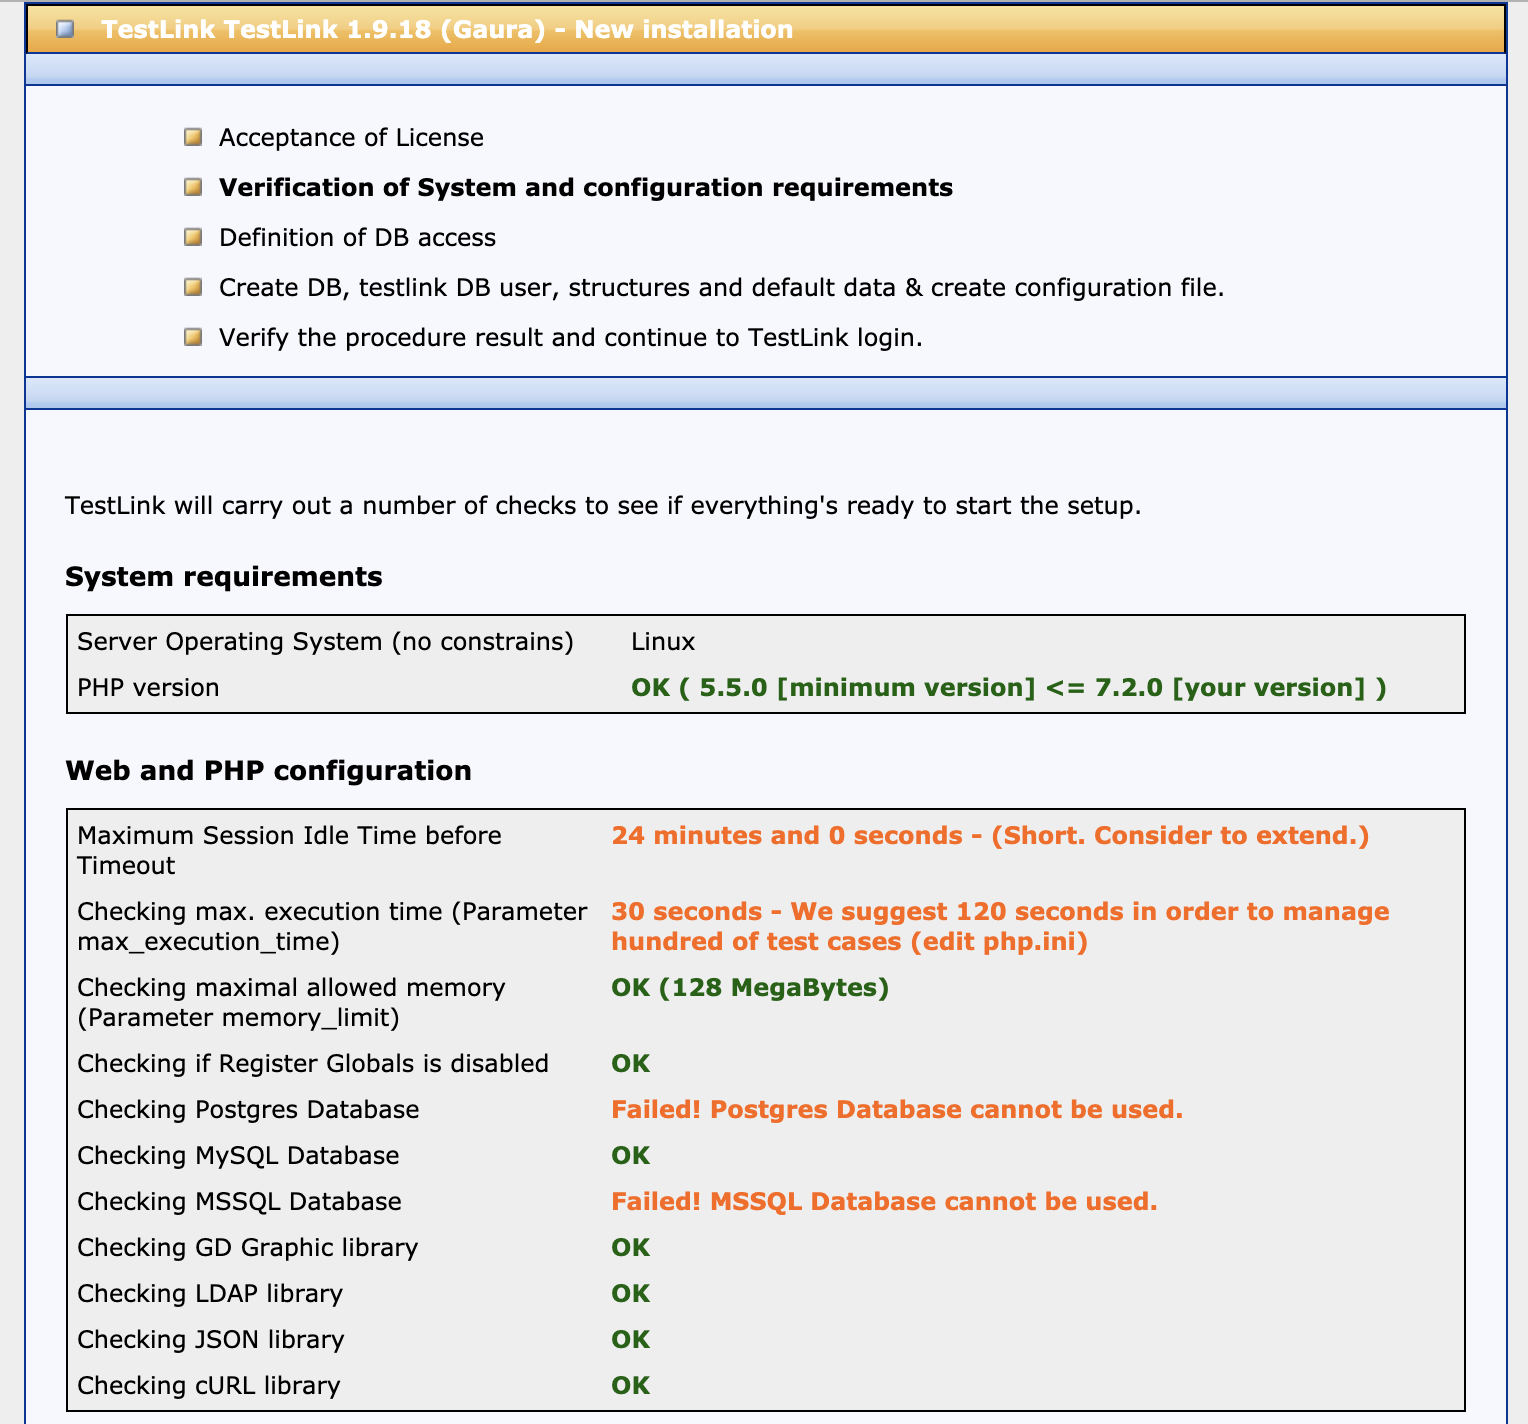 TestLink TestLink 1.9.18 (Gaura) - New installation
Acceptance of License
Verification of System and configuration requirements
Definition of DB access
Create DB, testlink DB user, structures and default data & create configuration file.
Verify the procedure result and continue to TestLink login.
TestLink will carry out a number of checks to see if everything's ready to start the setup.
System requirements
Server Operating System (no constrains) Linux
PHP version OK ( 5.5.0 [minimum version] <= 7.2.0 [your version] )
Web and PHP configuration
Maximum Session Idle Time before 24 minutes and 0 seconds - (Short. Consider to extend.)
Timeout
Checking max. execution time (Parameter 30 seconds - We suggest 120 seconds in order to manage
max_execution_time) hundred of test cases (edit php.ini)
Checking maximal allowed memory OK (128 MegaBytes)
(Parameter memory_limit)
Checking if Register Globals is disabled OK
Checking Postgres Database Failed! Postgres Database cannot be used.
Checking MySQL Database OK
Checking MSSQL Database Failed! MSSQL Database cannot be used.
Checking GD Graphic library OK
Checking LDAP library OK
Checking JSON library OK
Checking cURL library OK